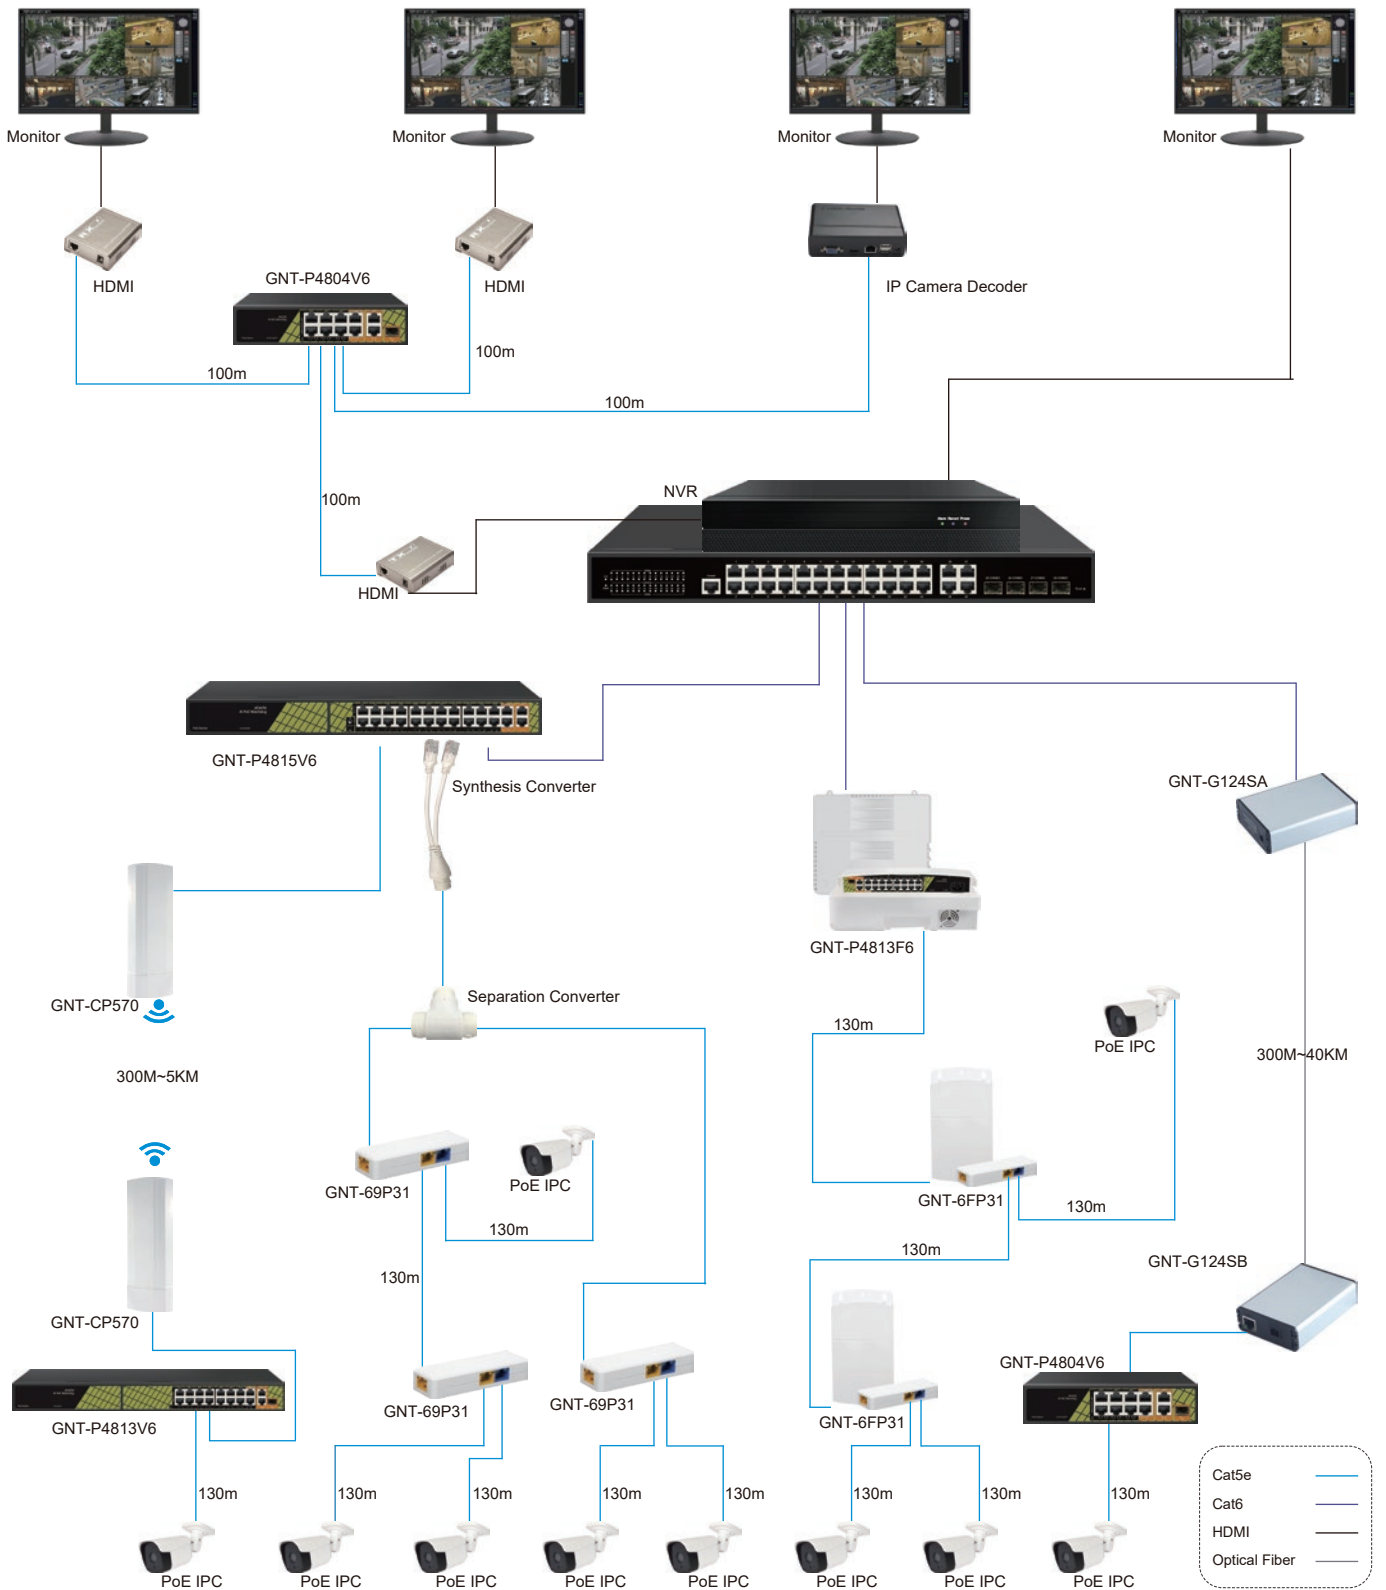 Monitor
Monitor
Monitor
Monitor
HDMI
GNT-P4804V6
HDMI
IP Camera Decoder
100m
100m
100m
100m
NVR
HDMI
GNT-P4815V6
Synthesis Converter
GNT-G124SA
GNT-P4813F6
GNT-CP570
Separation Converter
130m
PoE IPC
300M~5KM
300M~40KM
GNT-69P31
PoE IPC
GNT-6FP31
130m
130m
130m
130m
GNT-G124SB
GNT-CP570
GNT-P4804V6
GNT-P4813V6
GNT-69P31
GNT-69P31
GNT-6FP31
130m
130m
130m
130m
130m
130m
130m
130m
PoE IPC
PoE IPC
PoE IPC
PoE IPC
PoE IPC
PoE IPC
PoE IPC
PoE IPC
Cat5e
Cat6
HDMI
Optical Fiber